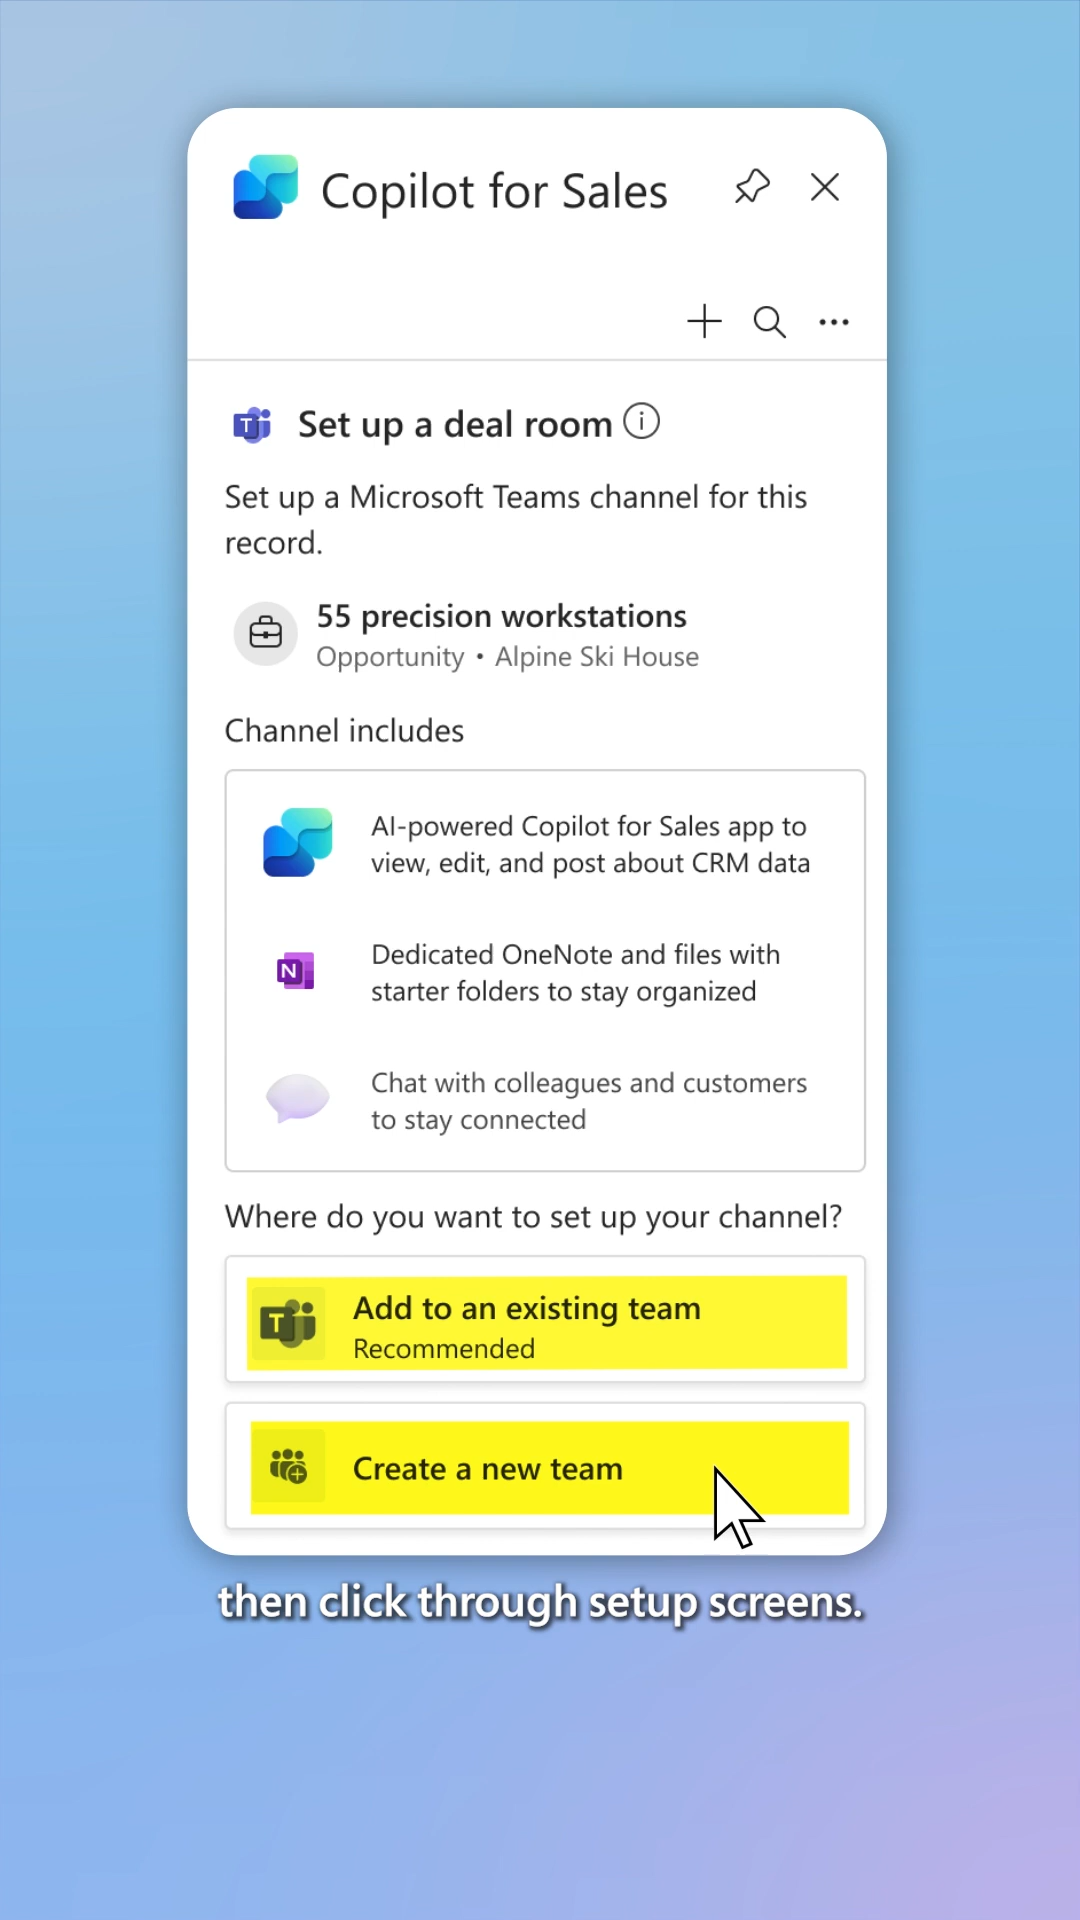 Copilot for Sales
Set up a deal room
Set up a Microsoft Teams channel for this
record.
55 precision workstations
Opportunity • Alpine Ski House
Channel includes
AI-powered Copilot for Sales app to
view, edit, and post about CRM data
Dedicated OneNote and files with
starter folders to stay organized
Chat with colleagues and customers
to stay connected
Where do you want to set up your channel?
Add to an existing team
Recommended
Create a new team
then click through setup screens.